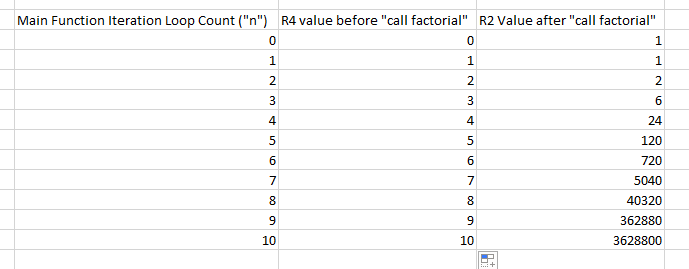 Main Function Iteration Loop Count ("n") R4 value before "call factorial" R2 Value after "call factorial"
0 0 1
1 1 1
2 2 2
3 3 6
4 4 24
5 5 120
6 6 720
7 7 5040
8 8 40320
9 9 362880
10 10 3628800